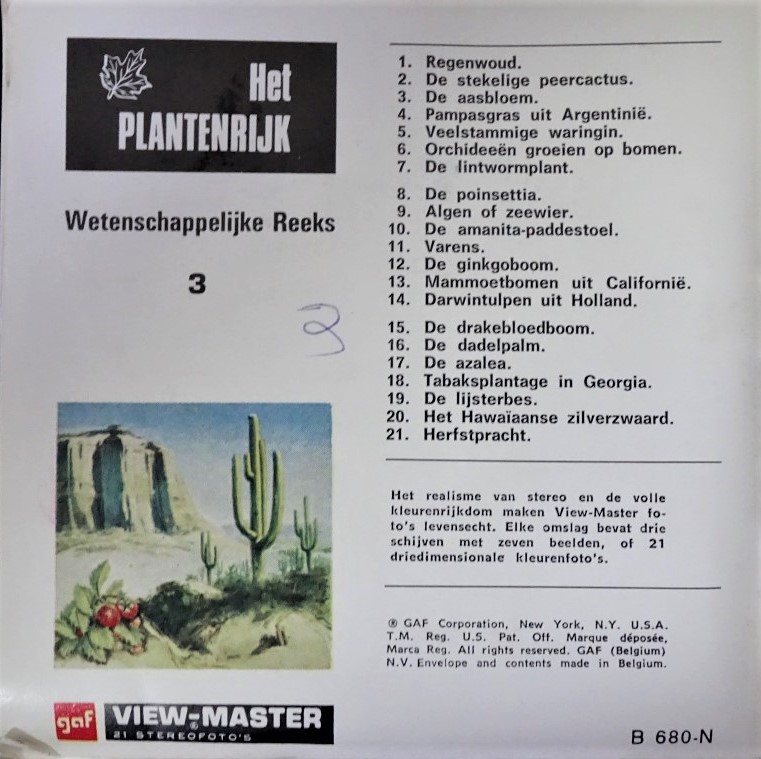 Het
PLANTENRIJK
Wetenschappelijke Reeks
3
3
1. Regenwoud.
2. De stekelige peercactus.
3. De aasbloem.
4. Pampasgras uit Argentinië.
5. Veelstammige waringin.
6. Orchideeën groeien op bomen.
7. De lintwormplant.
8. De poinsettia.
9. Algen of zeewier.
10. De amanita-paddestoel.
11. Varens.
12. De ginkgoboom.
13. Mammoetbomen uit Californië.
14. Darwintulpen uit Holland.
15. De drakebloedboom.
16. De dadelpalm.
17. De azalea.
18. Tabaksplantage in Georgia.
19. De lijsterbes.
20. Het Hawaïaanse zilverzwaard.
21. Herfstpracht.
Het realisme van stereo en de volle
kleurenrijkdom maken View-Master fo-
to's levensecht. Elke omslag bevat drie
schijven met zeven beelden, of 21
driedimensionale kleurenfoto's.
® GAF Corporation, New York, N.Y. U.S.A.
T.M. Reg. U.S. Pat. Off. Marque déposée,
Marca Reg. All rights reserved. GAF (Belgium)
N.V. Envelope and contents made in Belgium.
gaf VIEW-MASTER ®
21 STEREOFOTO'S
B 680-N